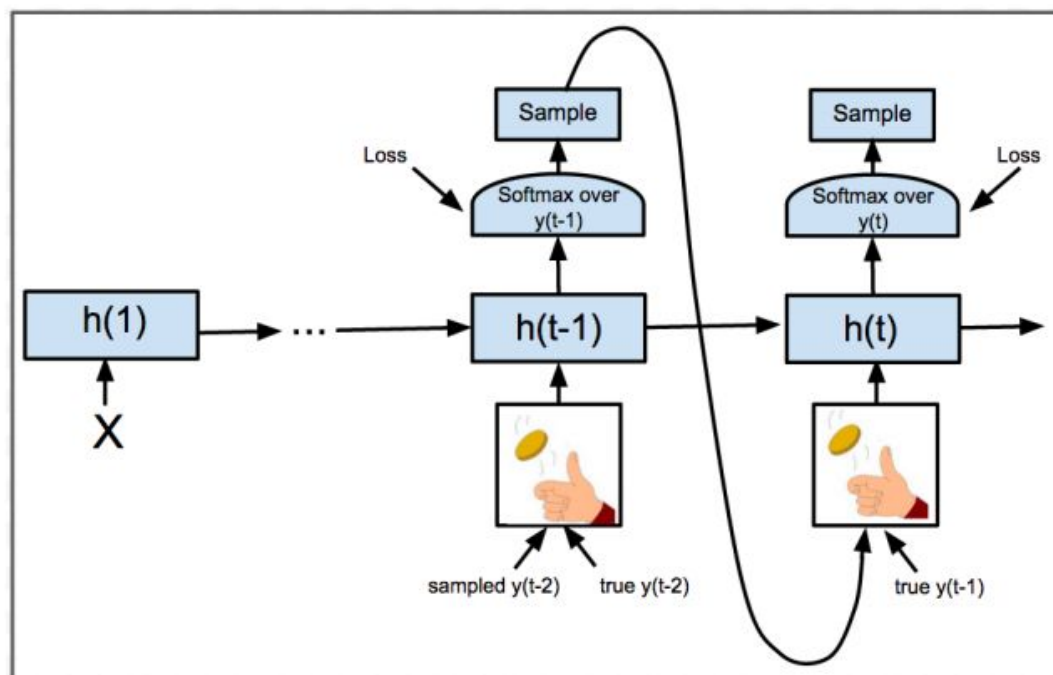 Sample
Sample
Loss
Loss
Softmax over
y(t-1)
Softmax over
y(t)
h(1)
...
h(t-1)
h(t)
X
sampled y(t-2)
true y(t-2)
true y(t-1)